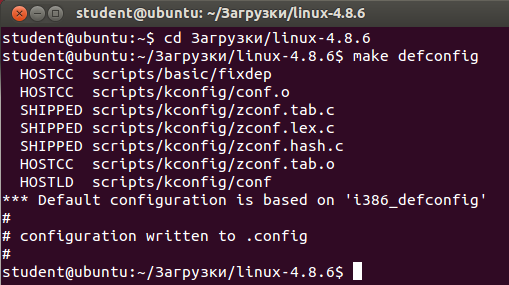 student@ubuntu: ~/Загрузки/linux-4.8.6
student@ubuntu:~$ cd Загрузки/linux-4.8.6
student@ubuntu:~/Загрузки/linux-4.8.6$ make defconfig
  HOSTCC  scripts/basic/fixdep
  HOSTCC  scripts/kconfig/conf.o
  SHIPPED scripts/kconfig/zconf.tab.c
  SHIPPED scripts/kconfig/zconf.lex.c
  SHIPPED scripts/kconfig/zconf.hash.c
  HOSTCC  scripts/kconfig/zconf.tab.o
  HOSTLD  scripts/kconfig/conf
*** Default configuration is based on 'i386_defconfig'
#
# configuration written to .config
#
student@ubuntu:~/Загрузки/linux-4.8.6$